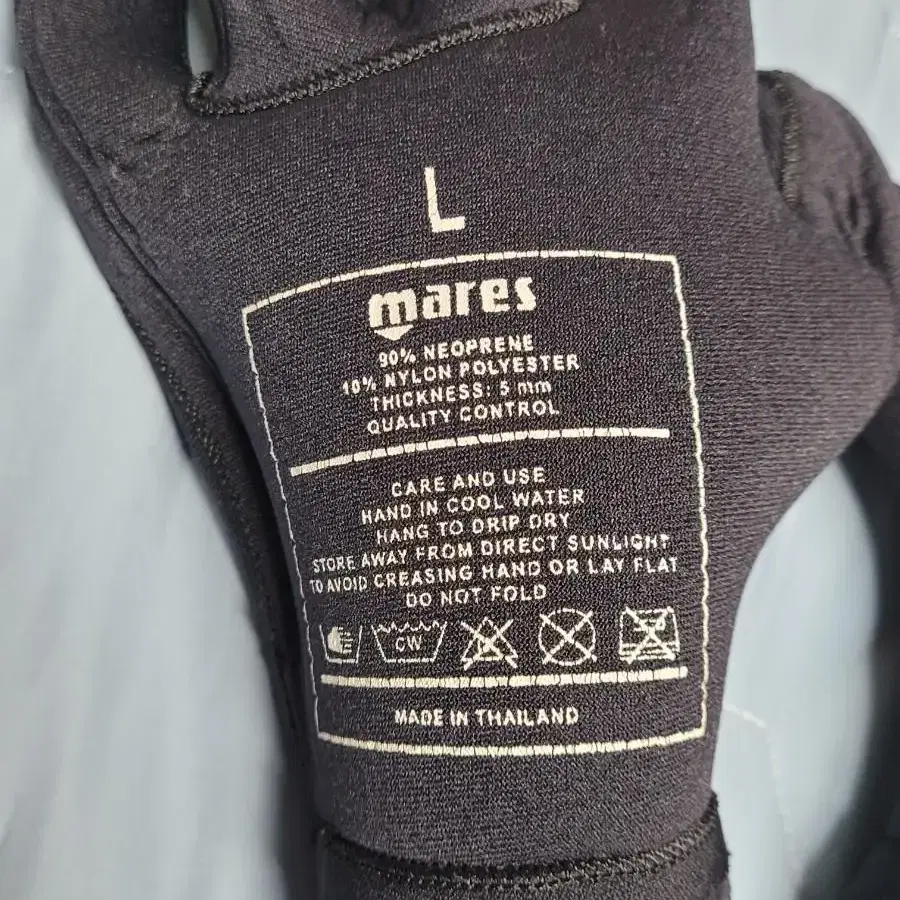 L
mares
90% NEOPRENE
10% NYLON POLYESTER
THICKNESS: 5 mm
QUALITY CONTROL
CARE AND USE
HAND IN COOL WATER
HANG TO DRIP DRY
STORE AWAY FROM DIRECT SUNLIGHT
TO AVOID CREASING HAND OR LAY FLAT
DO NOT FOLD
CW
MADE IN THAILAND